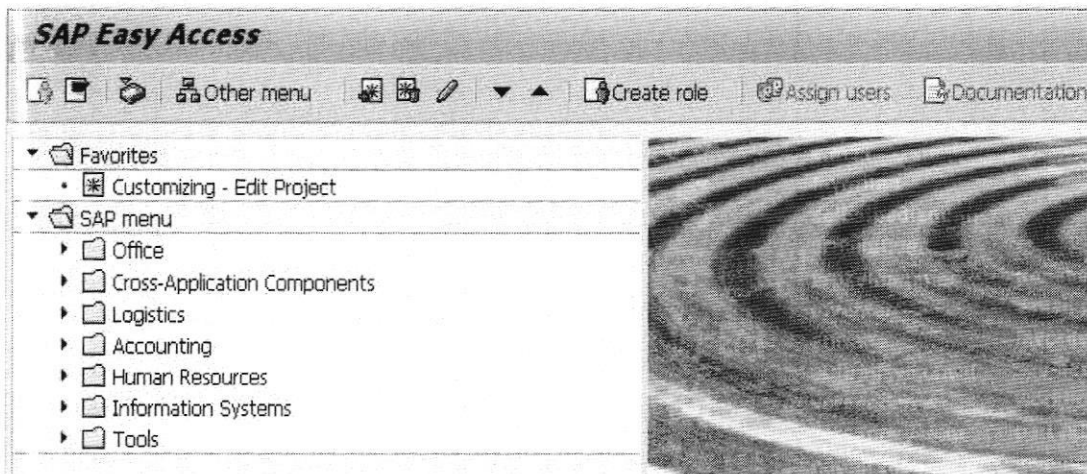 SAP Easy Access
Other menu Create role Assign users Documentation
Favorites
Customizing - Edit Project
SAP menu
Office
Cross-Application Components
Logistics
Accounting
Human Resources
Information Systems
Tools